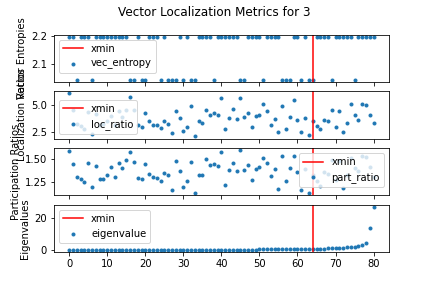 Vector Localization Metrics for 3
Vector Entropies
2.2
2.1
xmin
vec_entropy
Localization Ratios
5.0
2.5
xmin
loc_ratio
Participation Ratios
1.50
1.25
xmin
part_ratio
Eigenvalues
20
0
xmin
eigenvalue
0 10 20 30 40 50 60 70 80